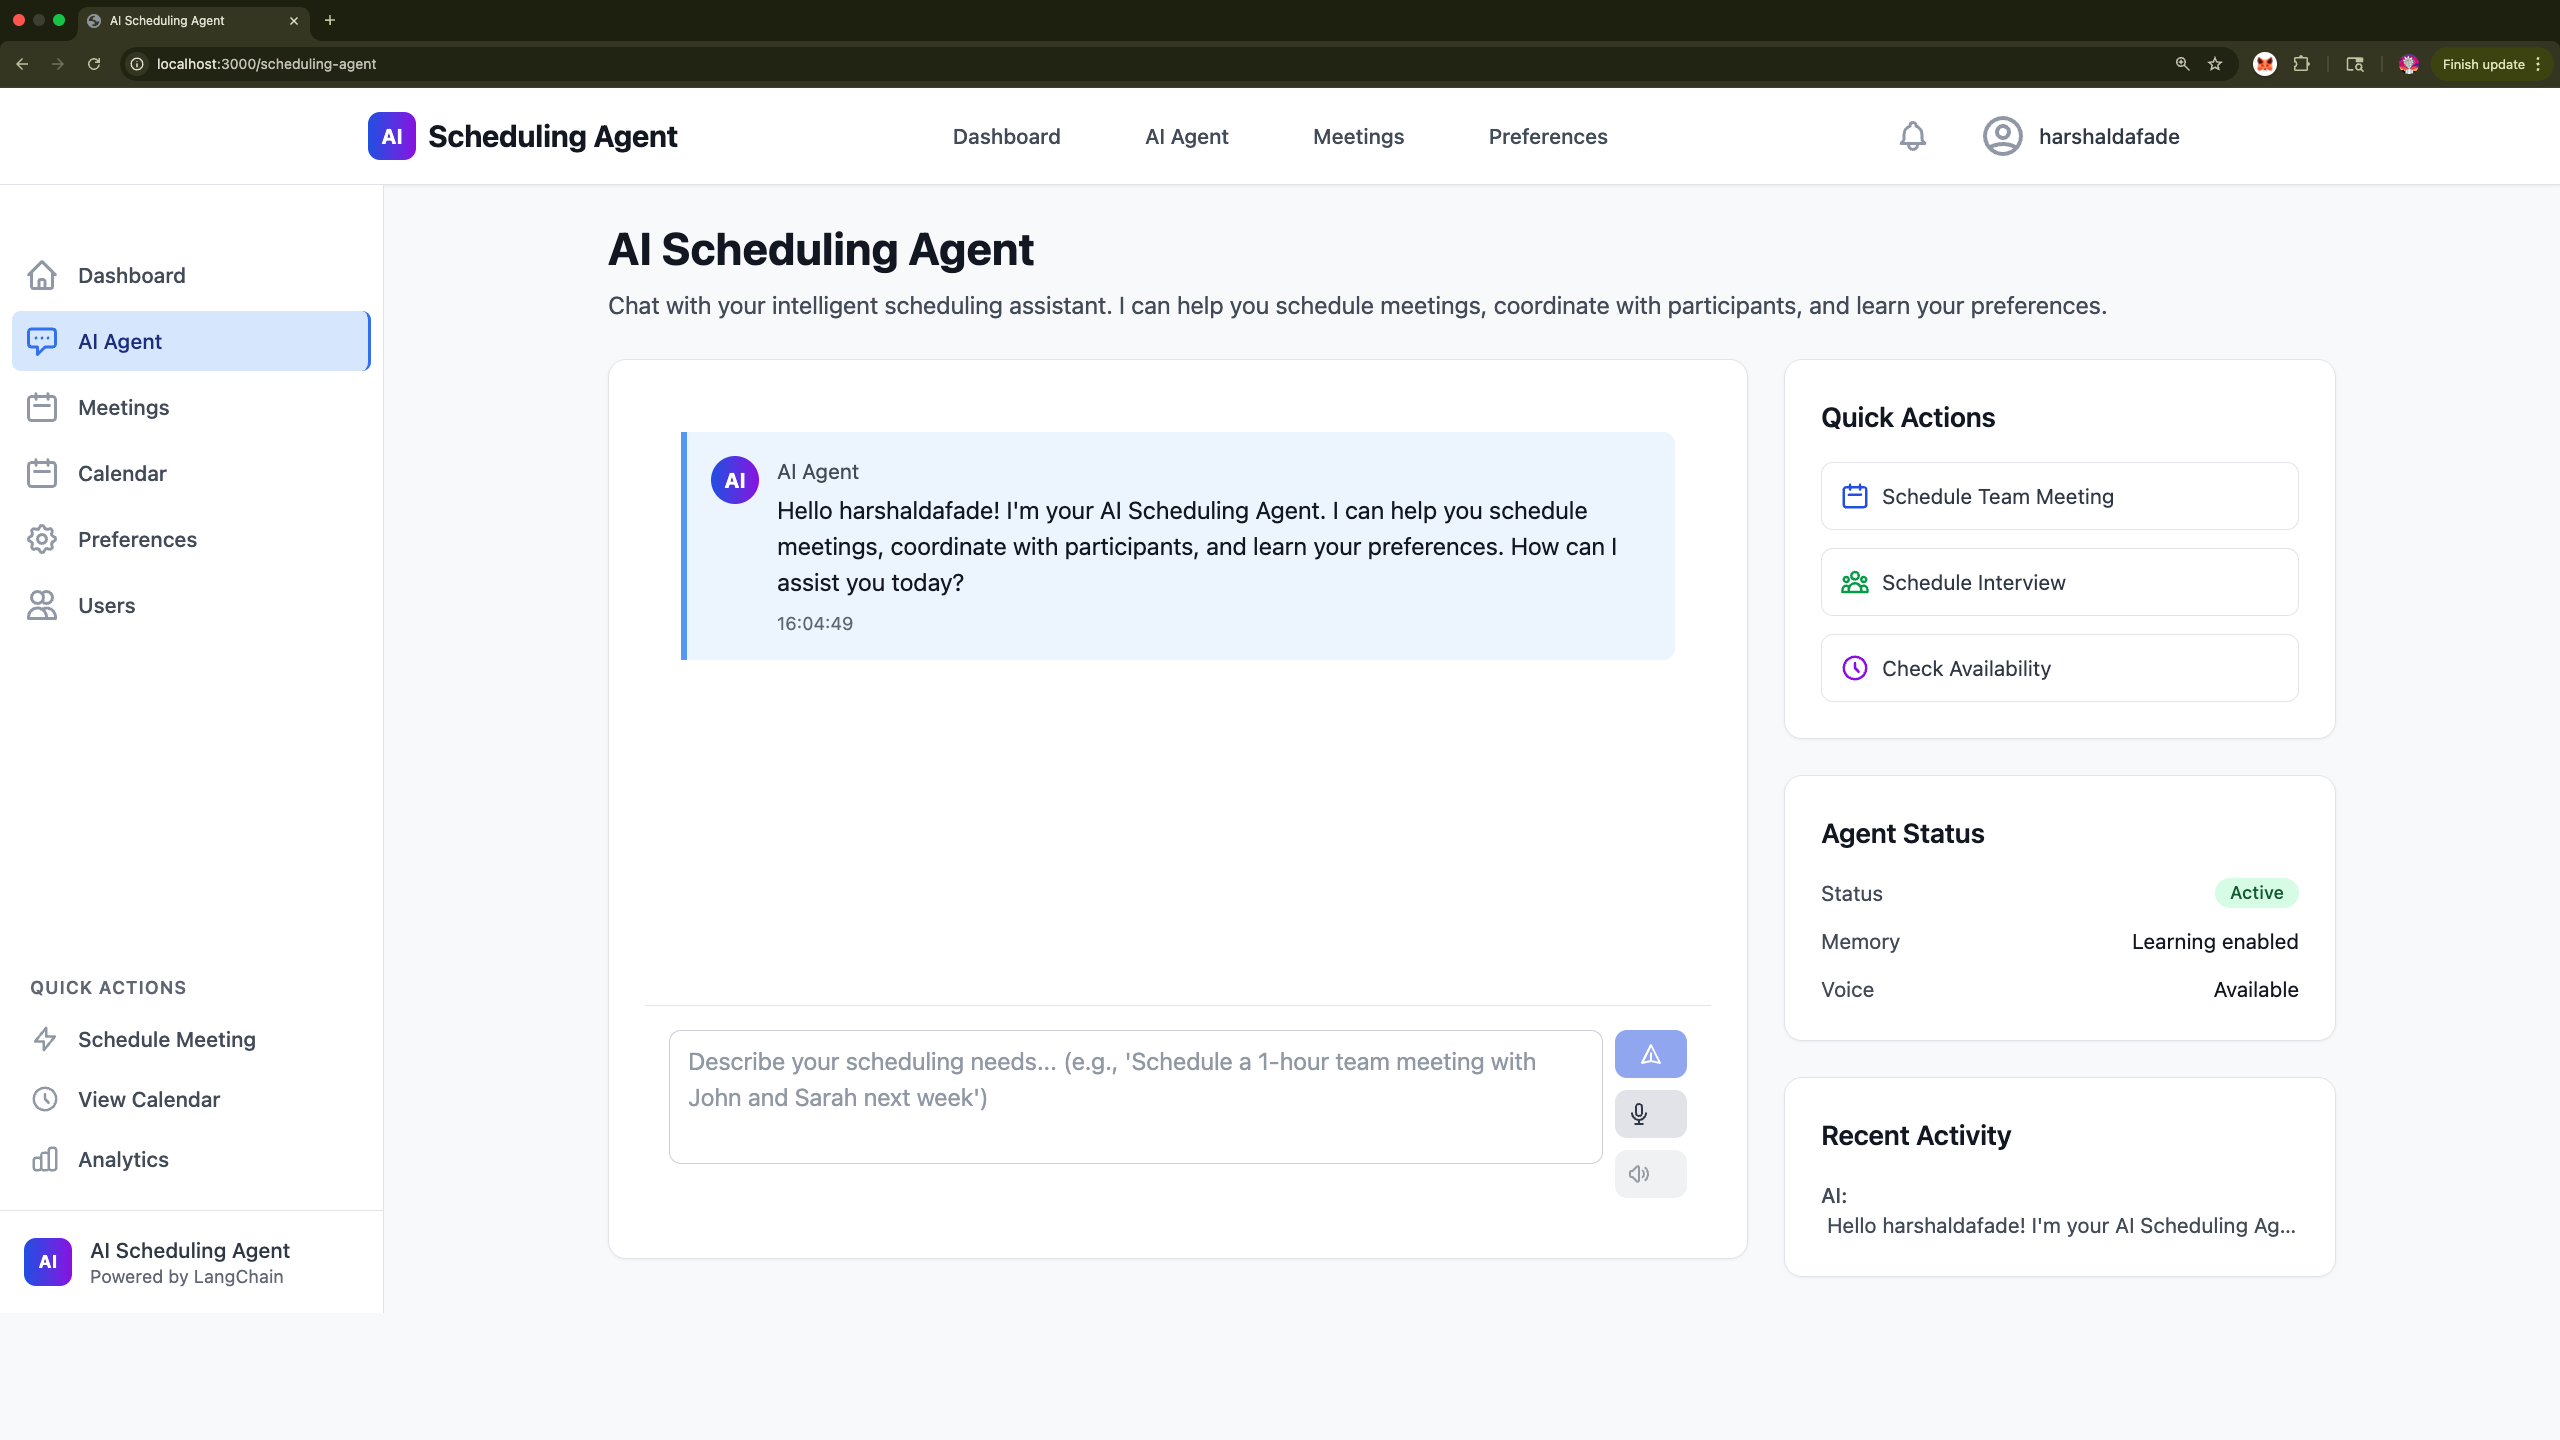 AI Scheduling Agent
localhost:3000/scheduling-agent
Finish update
AI Scheduling Agent
Dashboard
AI Agent
Meetings
Preferences
harshaldafade
Dashboard
AI Agent
Meetings
Calendar
Preferences
Users
QUICK ACTIONS
Schedule Meeting
View Calendar
Analytics
AI
AI Scheduling Agent
Powered by LangChain
AI Scheduling Agent
Chat with your intelligent scheduling assistant. I can help you schedule meetings, coordinate with participants, and learn your preferences.
AI
AI Agent
Hello harshaldafade! I'm your AI Scheduling Agent. I can help you schedule
meetings, coordinate with participants, and learn your preferences. How can I
assist you today?
16:04:49
Describe your scheduling needs... (e.g., 'Schedule a 1-hour team meeting with
John and Sarah next week')
Quick Actions
Schedule Team Meeting
Schedule Interview
Check Availability
Agent Status
Status Active
Memory Learning enabled
Voice Available
Recent Activity
AI:
Hello harshaldafade! I'm your AI Scheduling Ag...